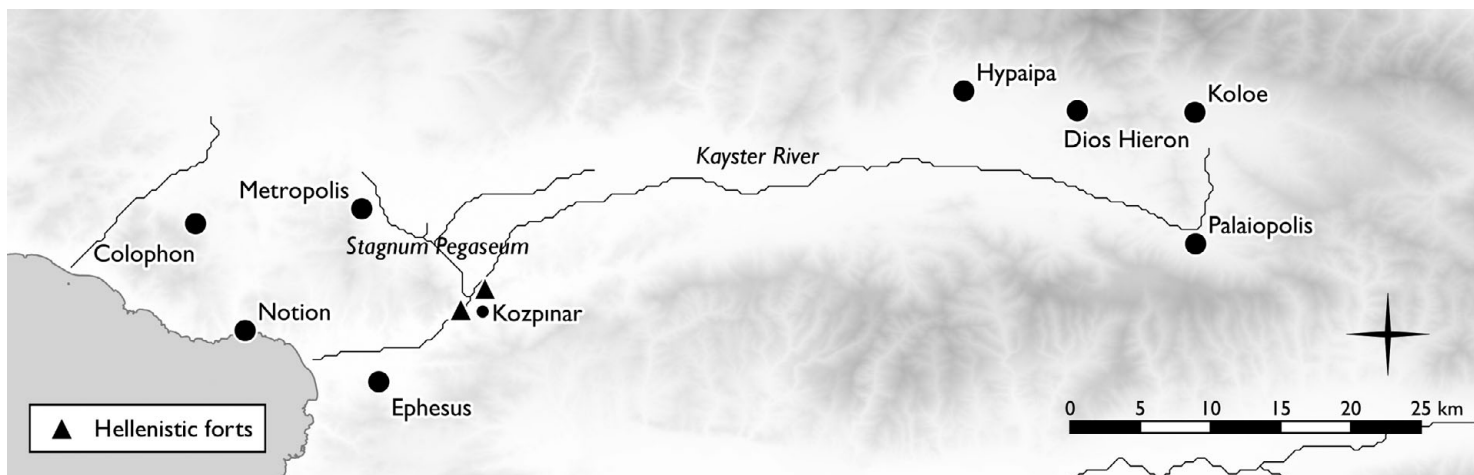 Hypaipa
Koloe
Dios Hieron
Kayster River
Metropolis
Palaiopolis
Stagnum Pegaseum
Colophon
Notion
Kozpınar
Ephesus
Hellenistic forts
0 5 10 15 20 25 km